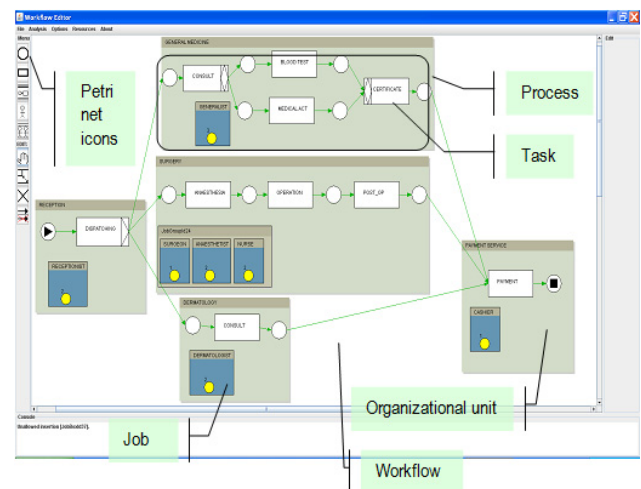 Workflow Editor
File Analysis Options Resources About
Menu
Edit
GENERAL MEDICINE
BLOOD TEST
CONSULT
CERTIFICATE
MEDICAL ACT
GENERALIST
Petri
net
icons
Process
Task
SURGERY
ANAESTHESIA
OPERATION
POST_OP
RECEPTION
DISPATCHING
RECEPTIONIST
SURGEON
ANAESTHETIST
NURSE
PAYMENT SERVICE
PAYMENT
CASHIER
DERMATOLOGY
CONSULT
DERMATOLOGIST
Organizational unit
Console
Job
Workflow